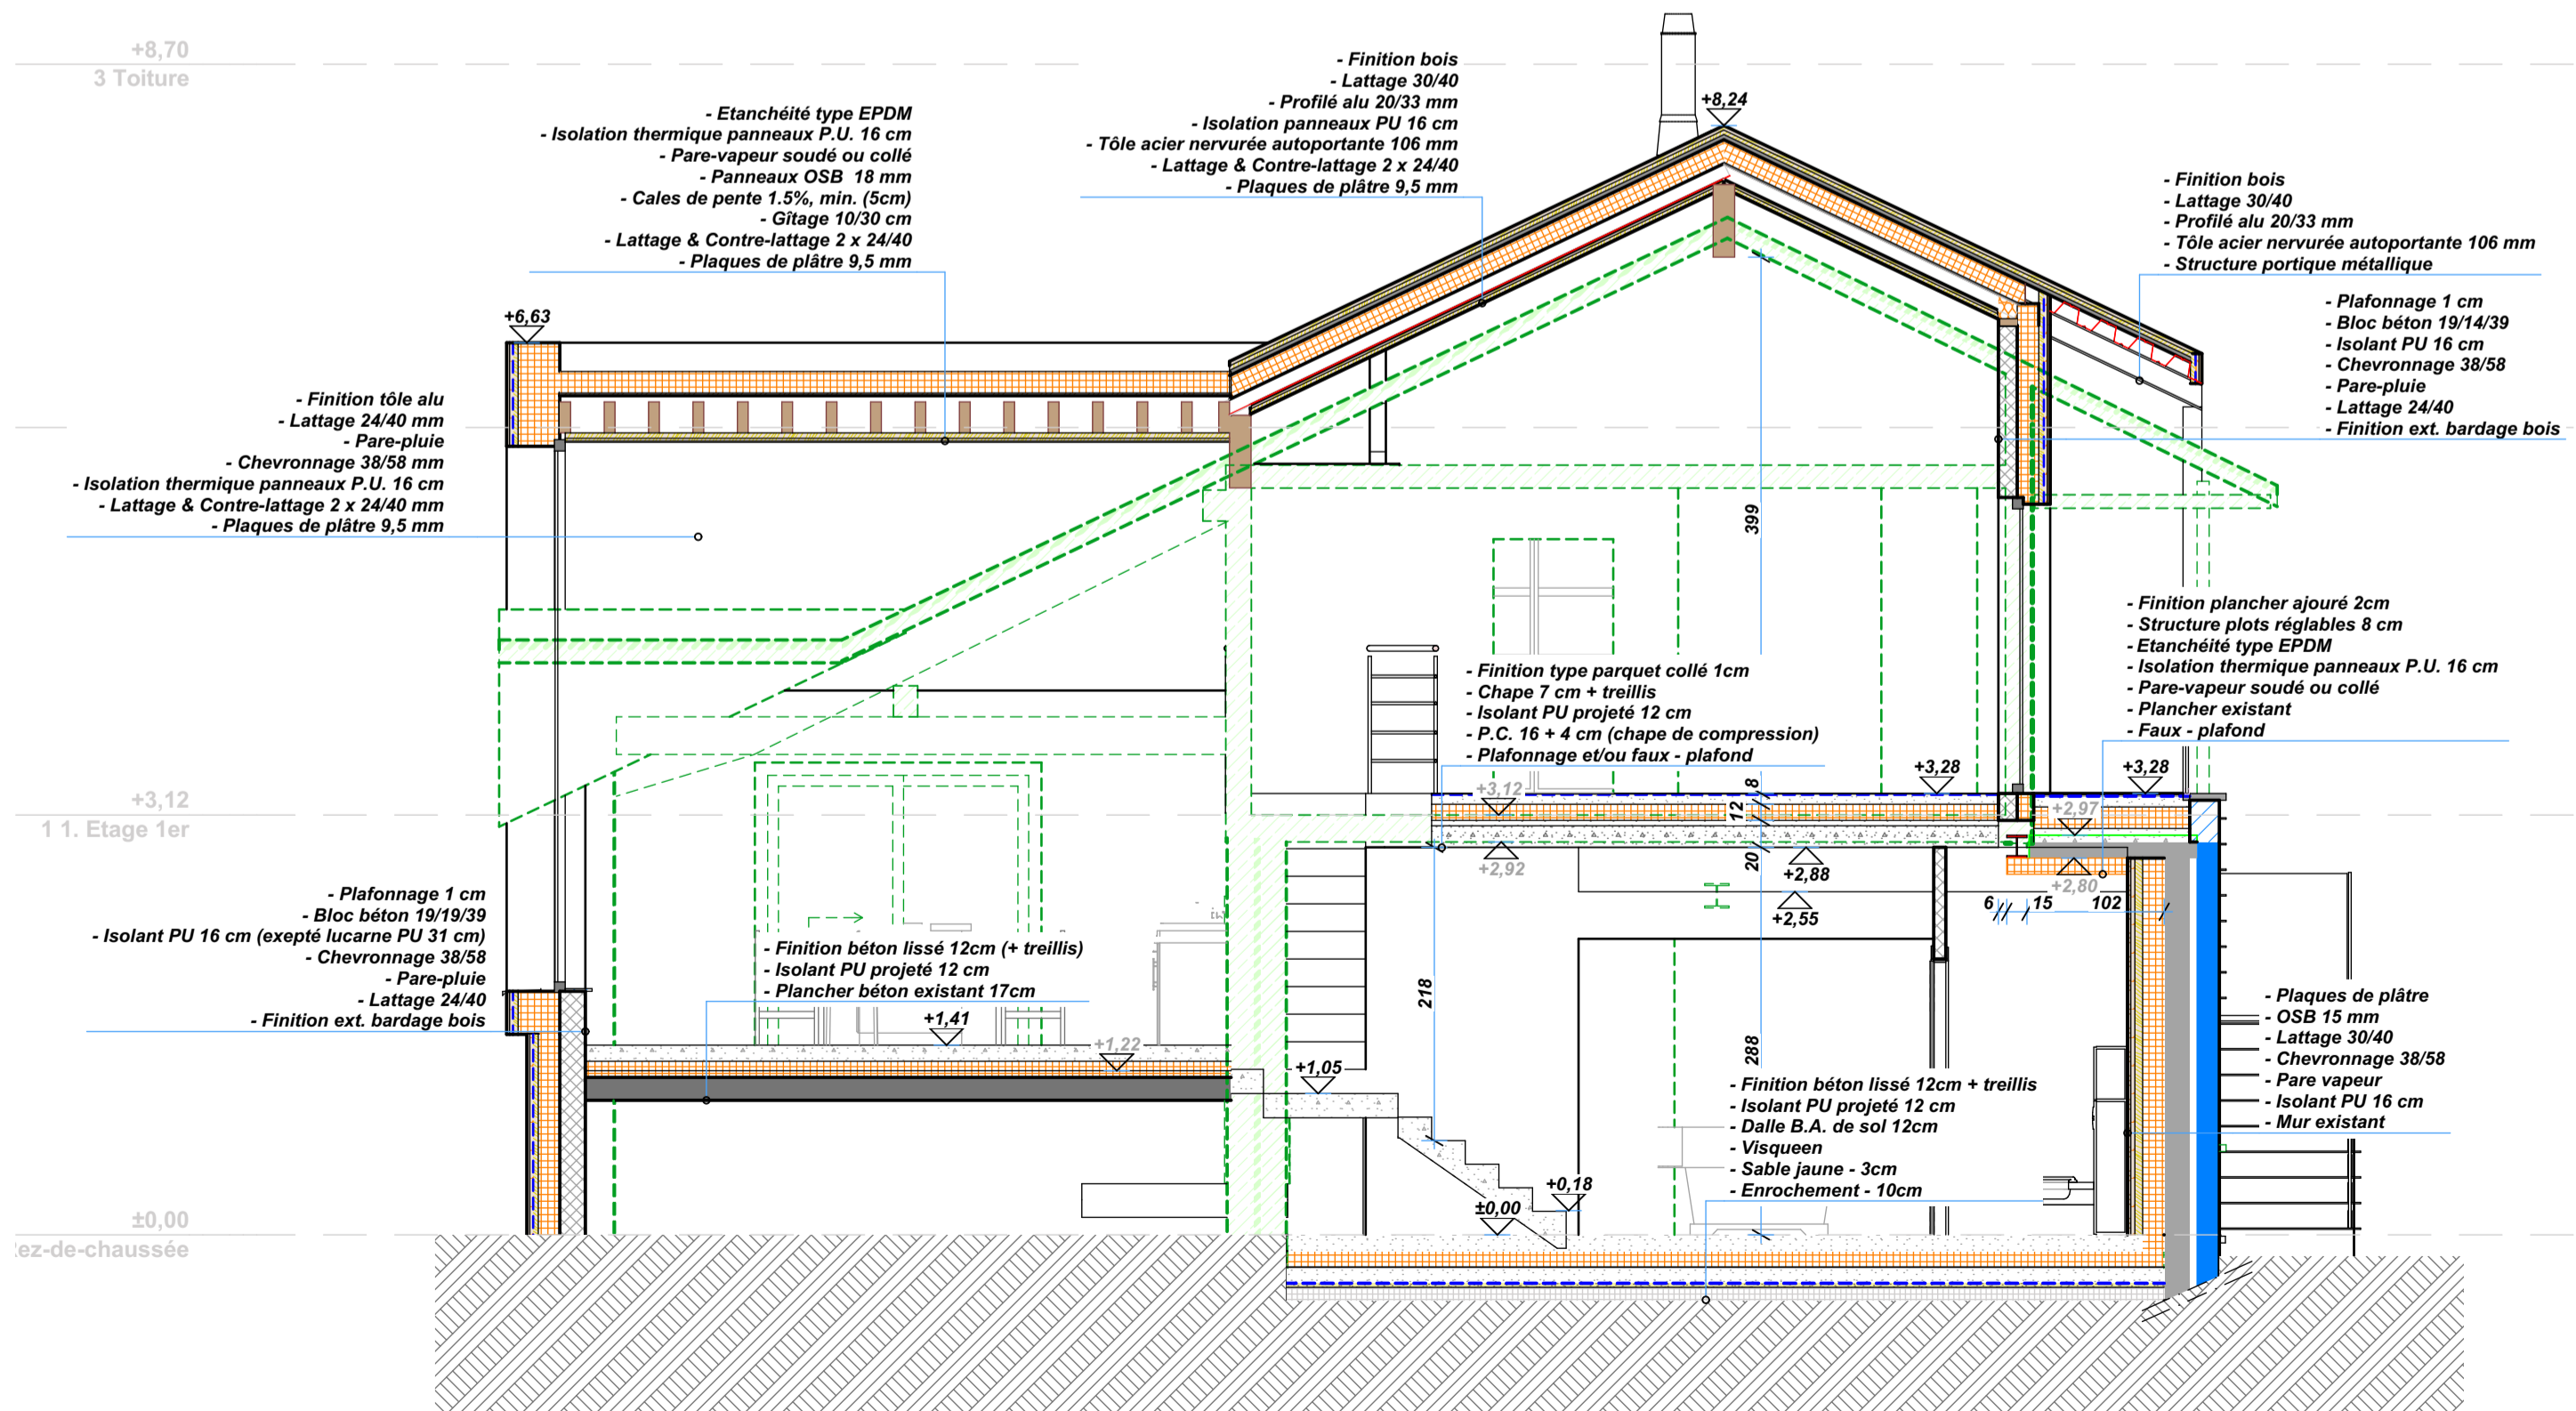 +8,70
3 Toiture
- Etanchéité type EPDM
- Isolation thermique panneaux P.U. 16 cm
- Pare-vapeur soudé ou collé
- Panneaux OSB 18 mm
- Cales de pente 1.5%, min. (5cm)
- Gîtage 10/30 cm
- Lattage & Contre-lattage 2 x 24/40
- Plaques de plâtre 9,5 mm
- Finition bois
- Lattage 30/40
- Profilé alu 20/33 mm
- Isolation panneaux PU 16 cm
- Tôle acier nervurée autoportante 106 mm
- Lattage & Contre-lattage 2 x 24/40
- Plaques de plâtre 9,5 mm
+8,24
- Finition bois
- Lattage 30/40
- Profilé alu 20/33 mm
- Tôle acier nervurée autoportante 106 mm
- Structure portique métallique
- Plafonnage 1 cm
- Bloc béton 19/14/39
- Isolant PU 16 cm
- Chevronnage 38/58
- Pare-pluie
- Lattage 24/40
- Finition ext. bardage bois
+6,63
- Finition tôle alu
- Lattage 24/40 mm
- Pare-pluie
- Chevronnage 38/58 mm
- Isolation thermique panneaux P.U. 16 cm
- Lattage & Contre-lattage 2 x 24/40 mm
- Plaques de plâtre 9,5 mm
399
- Finition plancher ajouré 2cm
- Structure plots réglables 8 cm
- Etanchéité type EPDM
- Isolation thermique panneaux P.U. 16 cm
- Pare-vapeur soudé ou collé
- Plancher existant
- Faux - plafond
- Finition type parquet collé 1cm
- Chape 7 cm + treillis
- Isolant PU projeté 12 cm
- P.C. 16 + 4 cm (chape de compression)
- Plafonnage et/ou faux - plafond
+3,12
1 1. Etage 1er
+3,12
8
12
20
+3,28
+3,28
+2,97
+2,92
+2,88
+2,80
+2,55
6
15
102
- Plafonnage 1 cm
- Bloc béton 19/19/39
- Isolant PU 16 cm (exepté lucarne PU 31 cm)
- Chevronnage 38/58
- Pare-pluie
- Lattage 24/40
- Finition ext. bardage bois
- Finition béton lissé 12cm (+ treillis)
- Isolant PU projeté 12 cm
- Plancher béton existant 17cm
+1,41
+1,22
+1,05
218
288
- Plaques de plâtre
- OSB 15 mm
- Lattage 30/40
- Chevronnage 38/58
- Pare vapeur
- Isolant PU 16 cm
- Mur existant
- Finition béton lissé 12cm + treillis
- Isolant PU projeté 12 cm
- Dalle B.A. de sol 12cm
- Visqueen
- Sable jaune - 3cm
- Enrochement - 10cm
+0,18
±0,00
±0,00
ez-de-chaussée